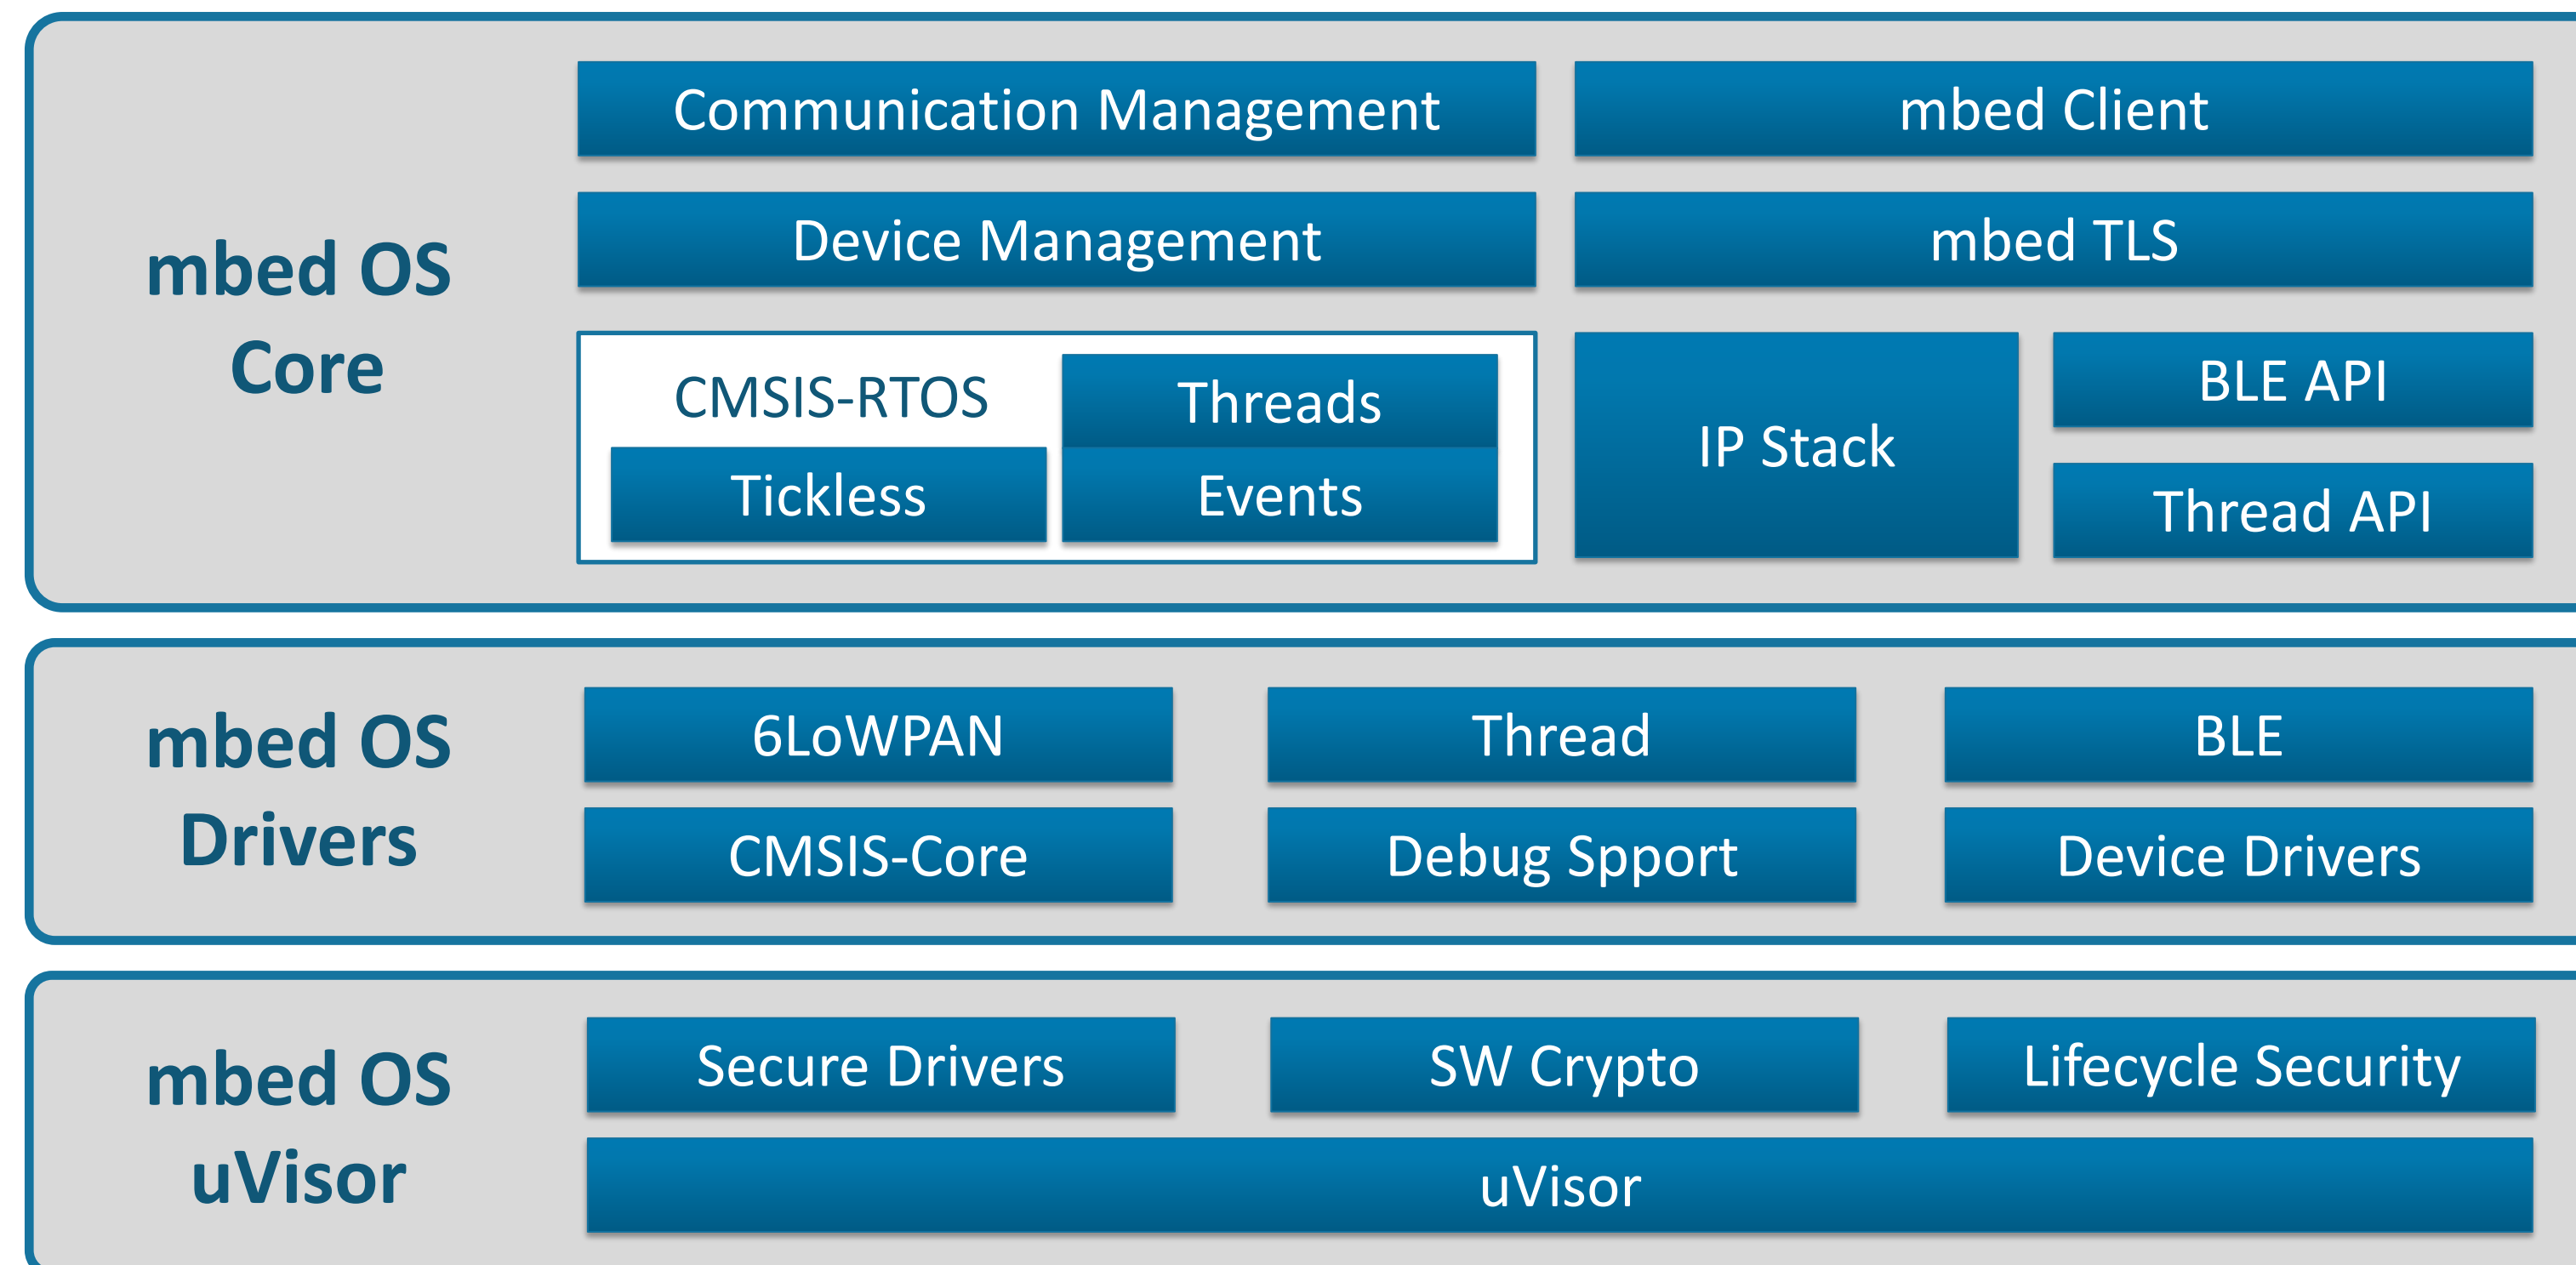 mbed OS
Core
Communication Management
mbed Client
Device Management
mbed TLS
CMSIS-RTOS
Threads
Tickless
Events
IP Stack
BLE API
Thread API
mbed OS
Drivers
6LoWPAN
Thread
BLE
CMSIS-Core
Debug Spport
Device Drivers
mbed OS
uVisor
Secure Drivers
SW Crypto
Lifecycle Security
uVisor